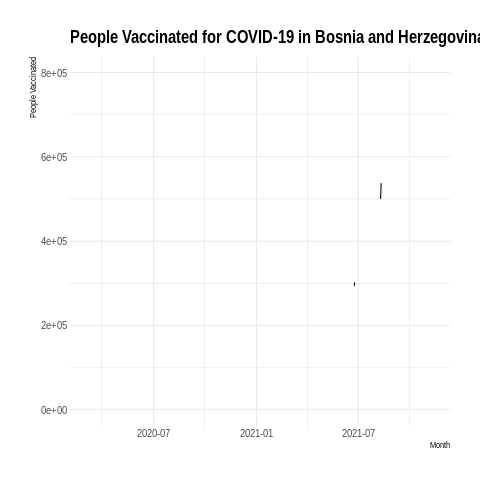 People Vaccinated for COVID-19 in Bosnia and Herzegovina
People Vaccinated
8e+05
6e+05
4e+05
2e+05
0e+00
2020-07
2021-01
2021-07
Month